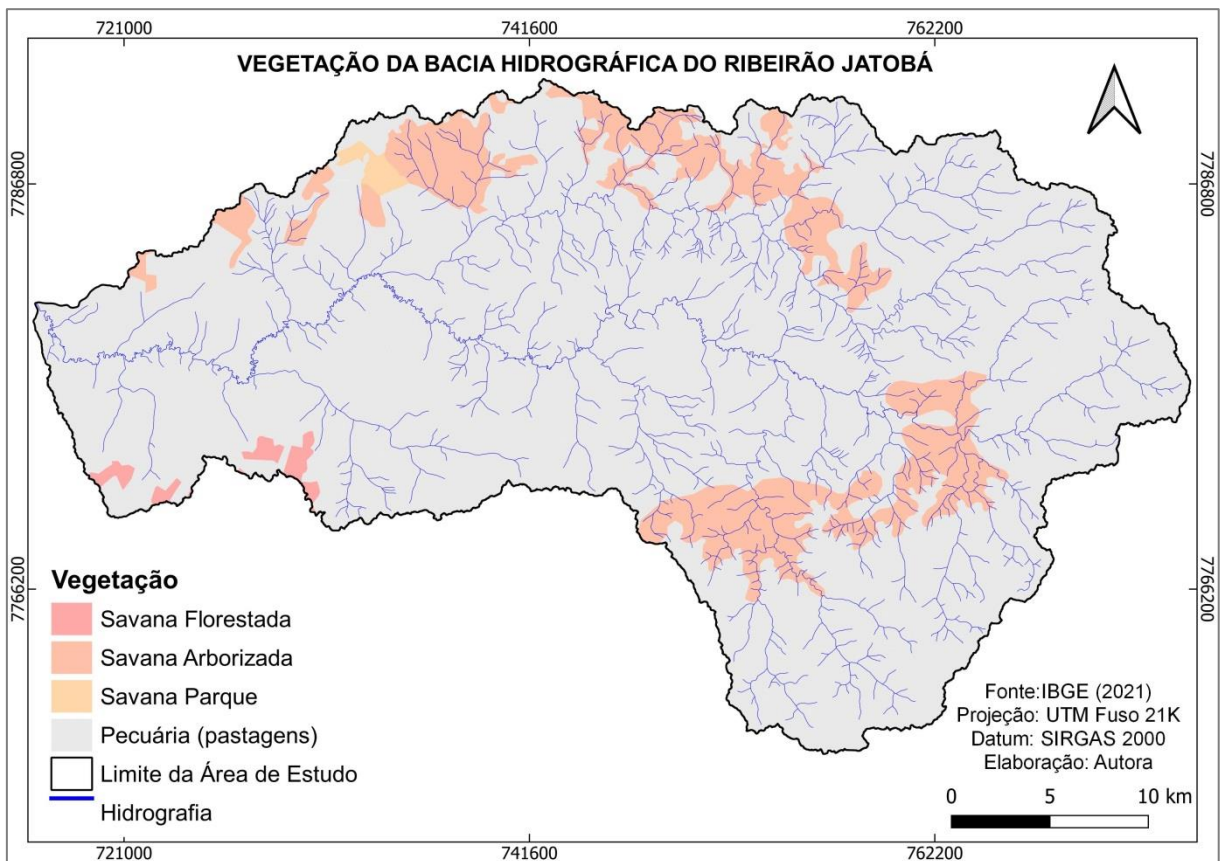 721000
741600
762200
VEGETAÇÃO DA BACIA HIDROGRÁFICA DO RIBEIRÃO JATOBÁ
7786800
7786800
Vegetação
7766200
7766200
Savana Florestada
Savana Arborizada
Savana Parque
Pecuária (pastagens)
Limite da Área de Estudo
Hidrografia
Fonte:IBGE (2021)
Projeção: UTM Fuso 21K
Datum: SIRGAS 2000
Elaboração: Autora
0 5 10 km
721000
741600
762200